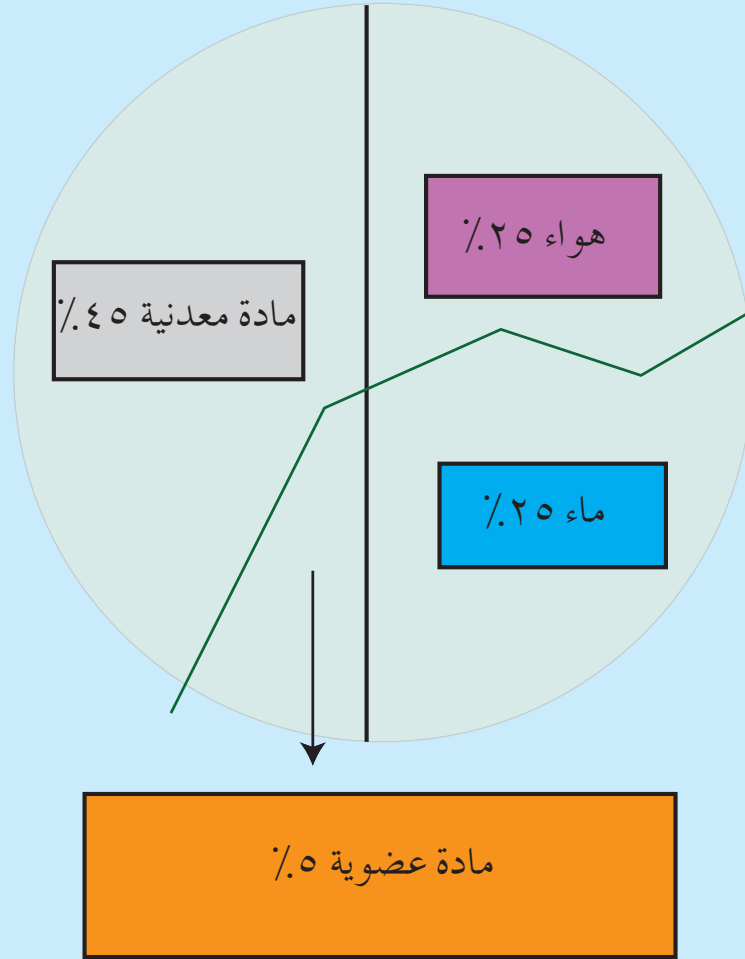 هواء ٢٥٪
مادة معدنية ٤٥٪
ماء ٢٥٪
مادة عضوية ٥٪